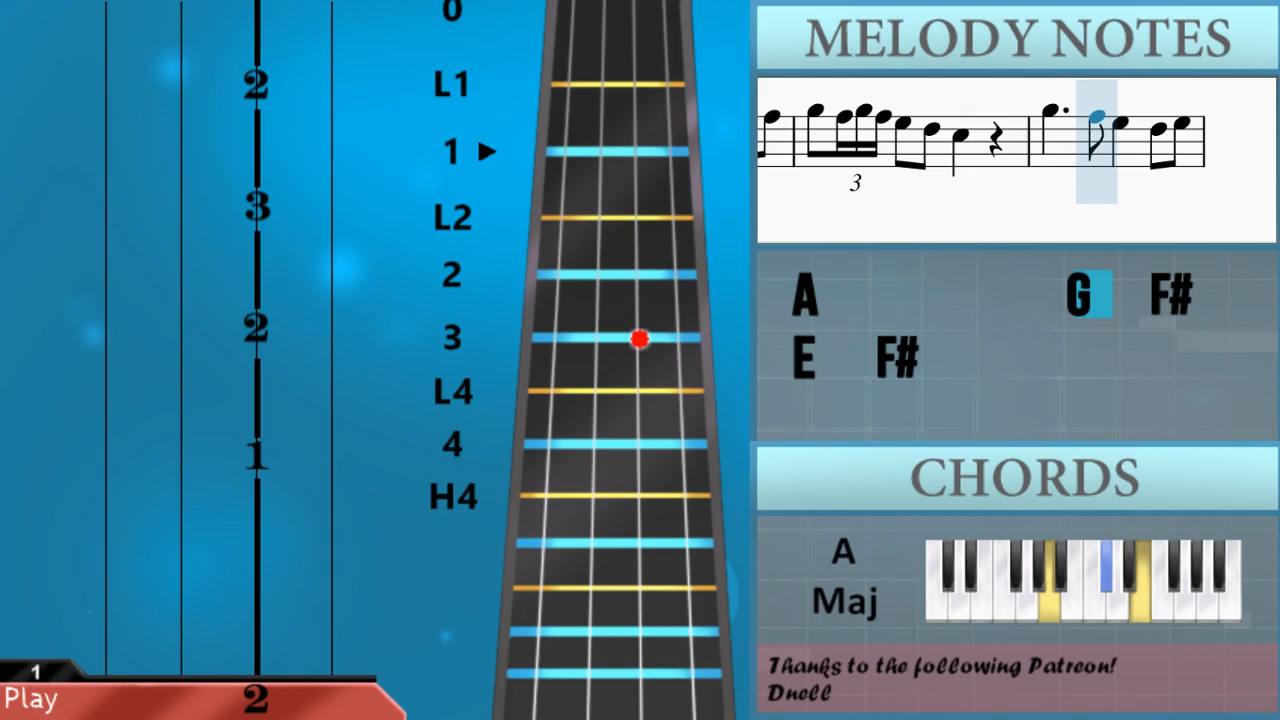 0
2
L1
1
3
L2
2
2
3
L4
1
4
H4
1
Play
2
MELODY NOTES
3
A G F#
E F#
CHORDS
A
Maj
Thanks to the following Patreon!
Dnell